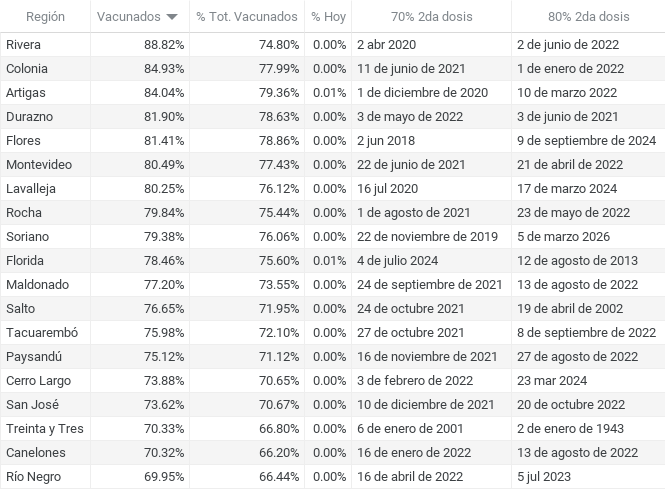 Región Vacunados % Tot. Vacunados % Hoy 70% 2da dosis 80% 2da dosis
Rivera 88.82% 74.80% 0.00% 2 abr 2020 2 de junio de 2022
Colonia 84.93% 77.99% 0.00% 11 de junio de 2021 1 de enero de 2022
Artigas 84.04% 79.36% 0.01% 1 de diciembre de 2020 10 de marzo 2022
Durazno 81.90% 78.63% 0.00% 3 de mayo de 2022 3 de junio de 2021
Flores 81.41% 78.86% 0.00% 2 jun 2018 9 de septiembre de 2024
Montevideo 80.49% 77.43% 0.00% 22 de junio de 2021 21 de abril de 2022
Lavalleja 80.25% 76.12% 0.00% 16 jul 2020 17 de marzo 2024
Rocha 79.84% 75.44% 0.00% 1 de agosto de 2021 23 de mayo de 2022
Soriano 79.38% 76.06% 0.00% 22 de noviembre de 2019 5 de marzo 2026
Florida 78.46% 75.60% 0.01% 4 de julio 2024 12 de agosto de 2013
Maldonado 77.20% 73.55% 0.00% 24 de septiembre de 2021 13 de agosto de 2022
Salto 76.65% 71.95% 0.00% 24 de octubre 2021 19 de abril de 2002
Tacuarembó 75.98% 72.10% 0.00% 27 de octubre 2021 8 de septiembre de 2022
Paysandú 75.12% 71.12% 0.00% 16 de noviembre de 2021 27 de agosto de 2022
Cerro Largo 73.88% 70.65% 0.00% 3 de febrero de 2022 23 mar 2024
San José 73.62% 70.67% 0.00% 10 de diciembre de 2021 20 de octubre 2022
Treinta y Tres 70.33% 66.80% 0.00% 6 de enero de 2001 2 de enero de 1943
Canelones 70.32% 66.20% 0.00% 16 de enero de 2022 13 de agosto de 2022
Río Negro 69.95% 66.44% 0.00% 16 de abril de 2022 5 jul 2023